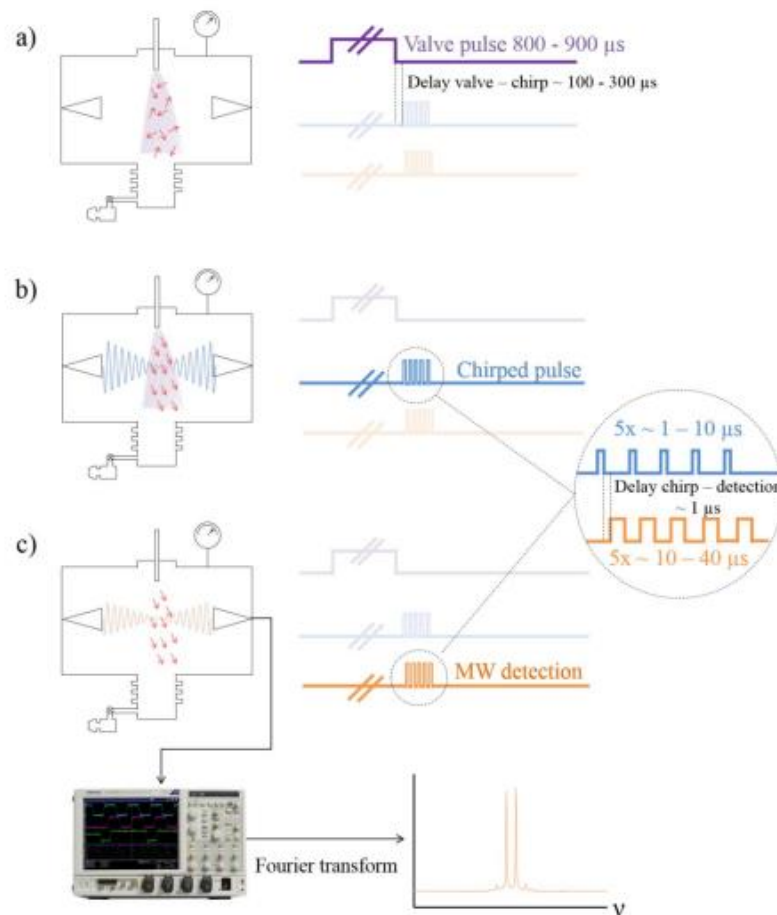 a)
Valve pulse 800 - 900 µs
Delay valve – chirp ~ 100 - 300 µs
b)
Chirped pulse
5x ~ 1 – 10 µs
Delay chirp – detection
~ 1 µs
5x ~ 10 – 40 µs
c)
MW detection
Fourier transform
ν